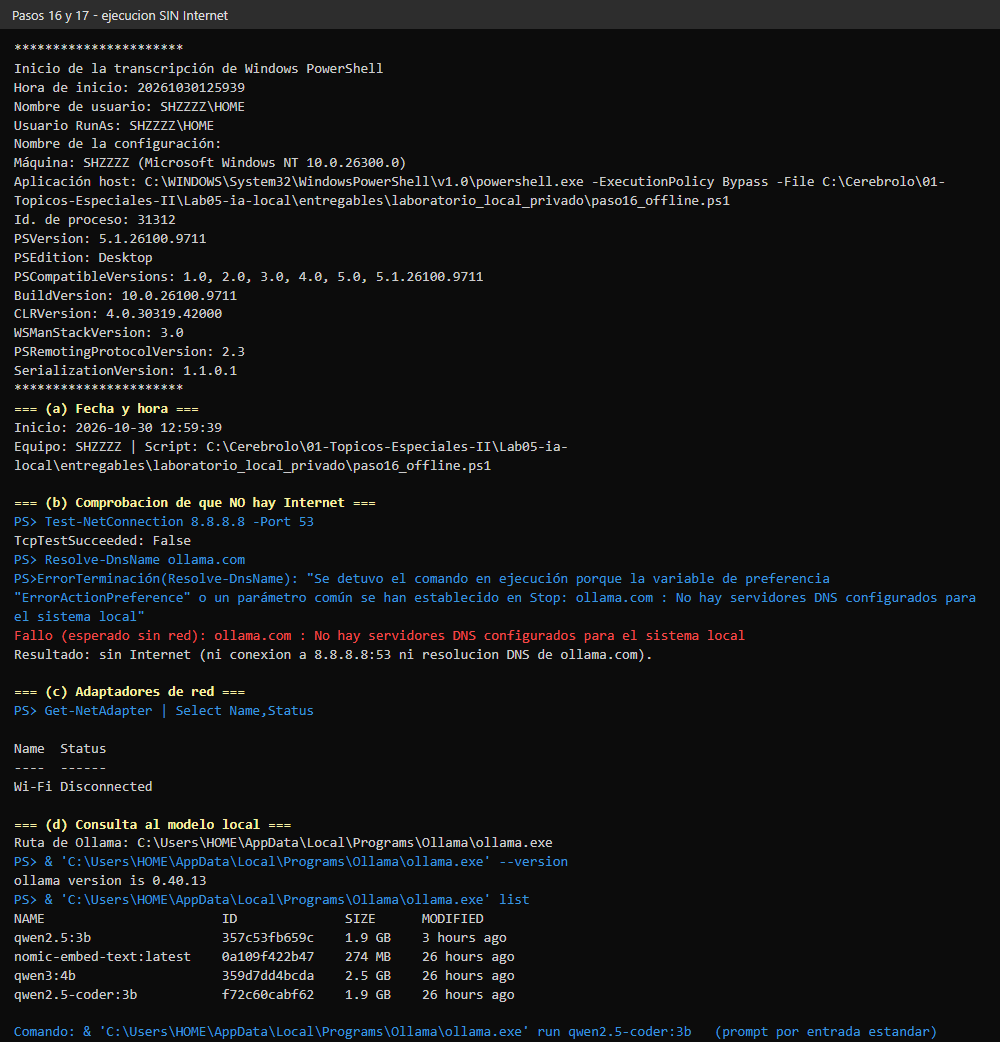 Pasos 16 y 17 - ejecucion SIN Internet
**********************
Inicio de la transcripción de Windows PowerShell
Hora de inicio: 20261030125939
Nombre de usuario: SHZZZZ\HOME
Usuario RunAs: SHZZZZ\HOME
Nombre de la configuración:
Máquina: SHZZZZ (Microsoft Windows NT 10.0.26300.0)
Aplicación host: C:\WINDOWS\System32\WindowsPowerShell\v1.0\powershell.exe -ExecutionPolicy Bypass -File C:\Cerebrolo\01-
Topicos-Especiales-II\Lab05-ia-local\entregables\laboratorio_local_privado\paso16_offline.ps1
Id. de proceso: 31312
PSVersion: 5.1.26100.9711
PSEdition: Desktop
PSCompatibleVersions: 1.0, 2.0, 3.0, 4.0, 5.0, 5.1.26100.9711
BuildVersion: 10.0.26100.9711
CLRVersion: 4.0.30319.42000
WSManStackVersion: 3.0
PSRemotingProtocolVersion: 2.3
SerializationVersion: 1.1.0.1
**********************
=== (a) Fecha y hora ===
Inicio: 2026-10-30 12:59:39
Equipo: SHZZZZ | Script: C:\Cerebrolo\01-Topicos-Especiales-II\Lab05-ia-
local\entregables\laboratorio_local_privado\paso16_offline.ps1
=== (b) Comprobacion de que NO hay Internet ===
PS> Test-NetConnection 8.8.8.8 -Port 53
TcpTestSucceeded: False
PS> Resolve-DnsName ollama.com
PS>ErrorTerminación(Resolve-DnsName): "Se detuvo el comando en ejecución porque la variable de preferencia
"ErrorActionPreference" o un parámetro común se han establecido en Stop: ollama.com : No hay servidores DNS configurados para
el sistema local"
Fallo (esperado sin red): ollama.com : No hay servidores DNS configurados para el sistema local
Resultado: sin Internet (ni conexion a 8.8.8.8:53 ni resolucion DNS de ollama.com).
=== (c) Adaptadores de red ===
PS> Get-NetAdapter | Select Name,Status
Name  Status
----  ------
Wi-Fi Disconnected
=== (d) Consulta al modelo local ===
Ruta de Ollama: C:\Users\HOME\AppData\Local\Programs\Ollama\ollama.exe
PS> & 'C:\Users\HOME\AppData\Local\Programs\Ollama\ollama.exe' --version
ollama version is 0.40.13
PS> & 'C:\Users\HOME\AppData\Local\Programs\Ollama\ollama.exe' list
NAME                       ID              SIZE      MODIFIED
qwen2.5:3b                 357c53fb659c    1.9 GB    3 hours ago
nomic-embed-text:latest    0a109f422b47    274 MB    26 hours ago
qwen3:4b                   359d7dd4bcda    2.5 GB    26 hours ago
qwen2.5-coder:3b           f72c60cabf62    1.9 GB    26 hours ago
Comando: & 'C:\Users\HOME\AppData\Local\Programs\Ollama\ollama.exe' run qwen2.5-coder:3b   (prompt por entrada estandar)